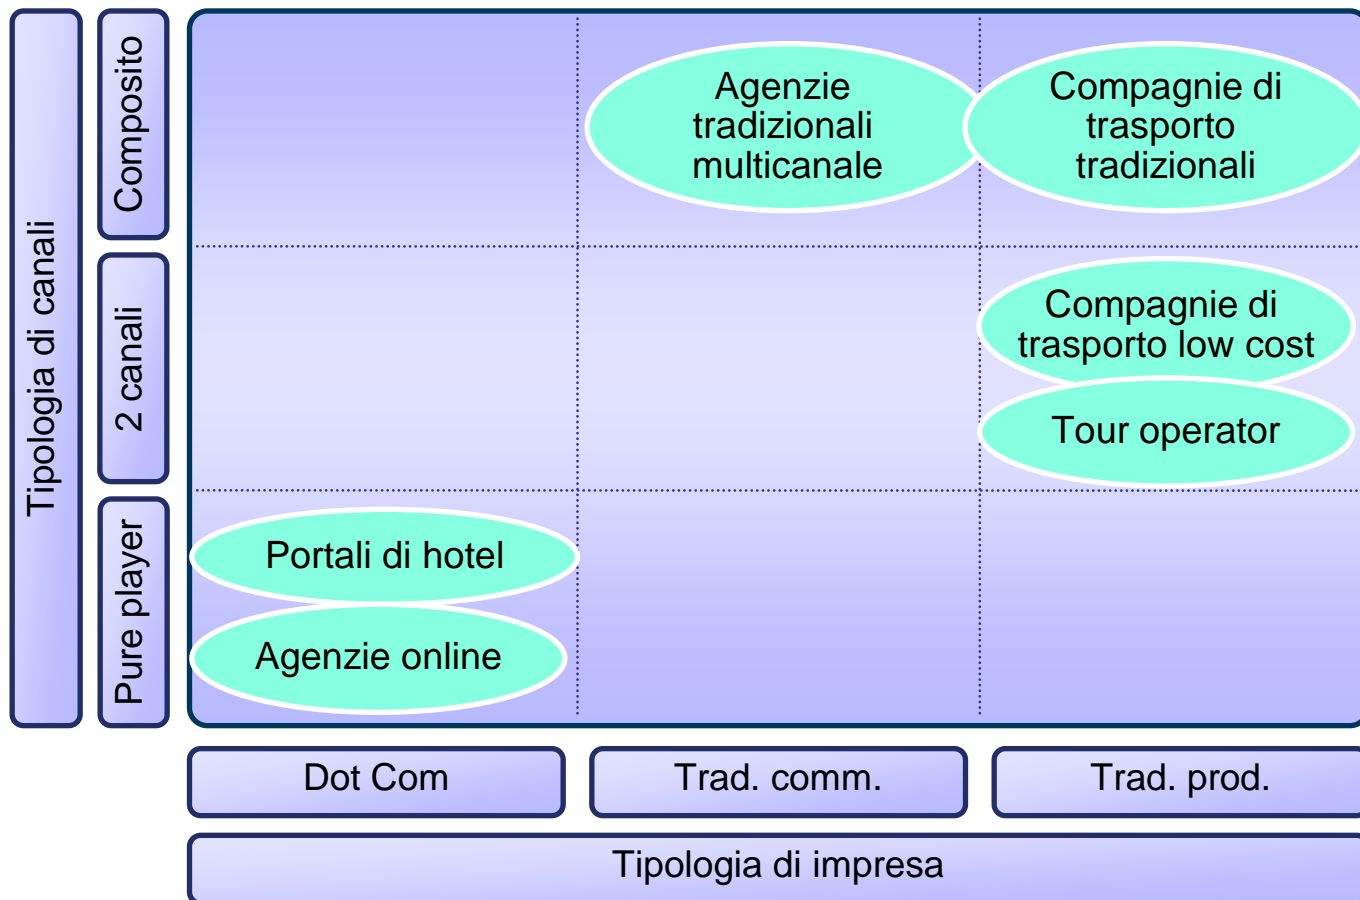 Tipologia di canali
Composito
2 canali
Pure player
Agenzie
tradizionali
multicanale
Compagnie di
trasporto
tradizionali
Compagnie di
trasporto low cost
Tour operator
Portali di hotel
Agenzie online
Dot Com
Trad. comm.
Trad. prod.
Tipologia di impresa